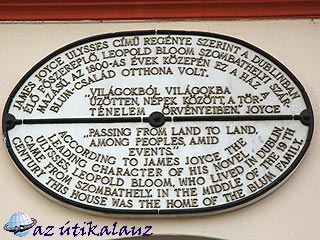 JAMES JOYCE ULYSSES CÍMŰ REGÉNYE SZERINT A DUBLINBAN
ÉLŐ FŐSZEREPLŐ, LEOPOLD BLOOM SZOMBATHELYI SZÁR-
MAZÁSÚ. AZ 1800-AS ÉVEK KÖZEPÉN EZ A HÁZ A
BLUM-CSALÁD OTTHONA VOLT.
„VILÁGOKBÓL VILÁGOKBA
ŰZÖTTEN, NÉPEK KÖZÖTT, A TÖR-
TÉNELEM ÖRVÉNYEIBEN." JOYCE
„PASSING FROM LAND TO LAND,
AMONG PEOPLES, AMID
EVENTS"
ACCORDING TO JAMES JOYCE, THE
LEADING CHARACTER OF HIS NOVEL
ULYSSES, LEOPOLD BLOOM, WHO LIVED IN DUBLIN
CAME FROM SZOMBATHELY. IN THE MIDDLE OF THE 19TH
CENTURY THIS HOUSE WAS THE HOME OF THE BLUM FAMILY.
az útikalauz